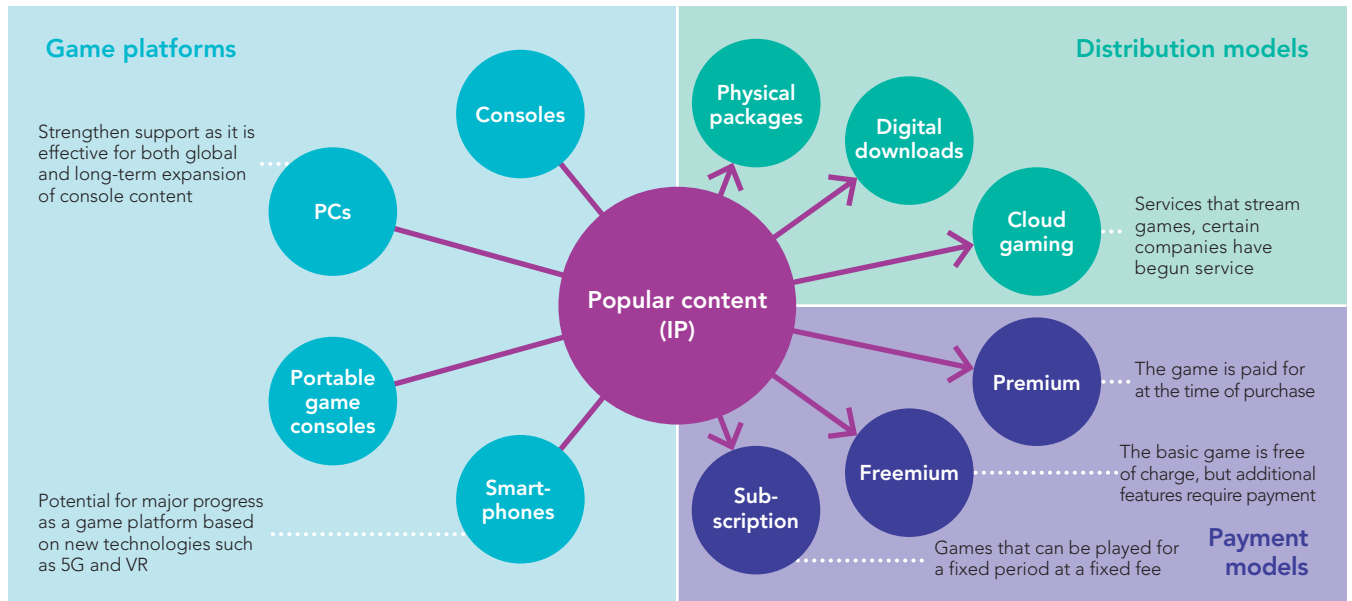 Game platforms
Consoles
Strengthen support as it is
effective for both global
and long-term expansion
of console content
PCs
Portable
game
consoles
Smart-
phones
Potential for major progress
as a game platform based
on new technologies such
as 5G and VR
Popular content
(IP)
Distribution models
Physical
packages
Digital
downloads
Cloud
gaming
Services that stream
games, certain
companies have
begun service
Premium
The game is paid for
at the time of purchase
Freemium
The basic game is free
of charge, but additional
features require payment
Sub-
scription
Games that can be played for
a fixed period at a fixed fee
Payment
models